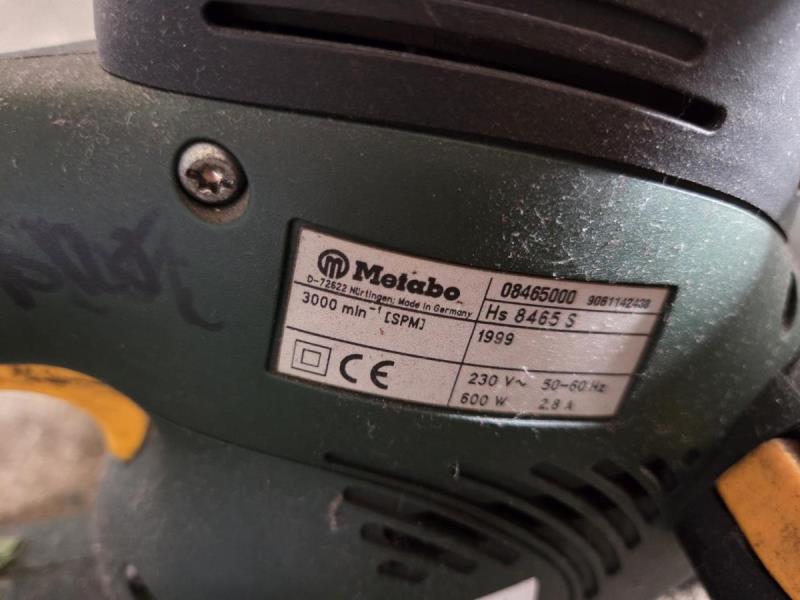 Metabo
D-72622 Nürtingen; Made in Germany
3000 min⁻¹ [SPM]
CE
08465000 9061142430
Hs 8465 S
1999
230 V~ 50-60 Hz
600 W 2.8 A